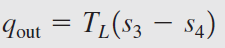 q_out = T_L(s_3 − s_4)